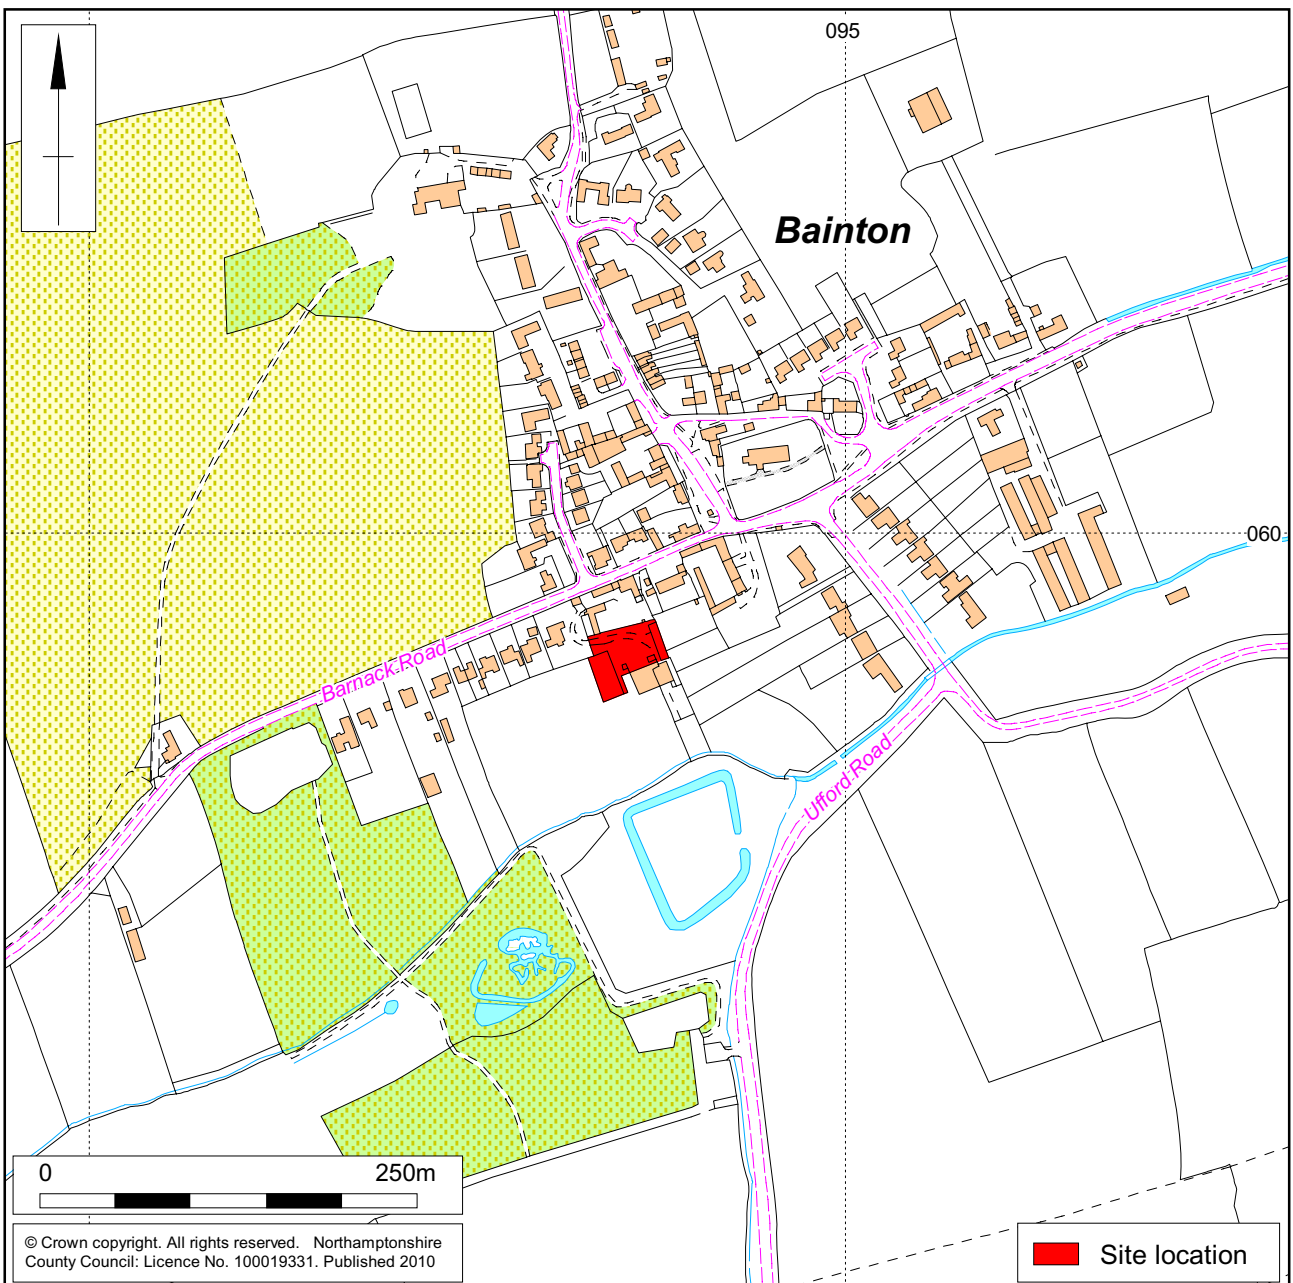 095
Bainton
060
Barnack Road
Ufford Road
0 250m
© Crown copyright. All rights reserved. Northamptonshire
County Council: Licence No. 100019331. Published 2010
Site location